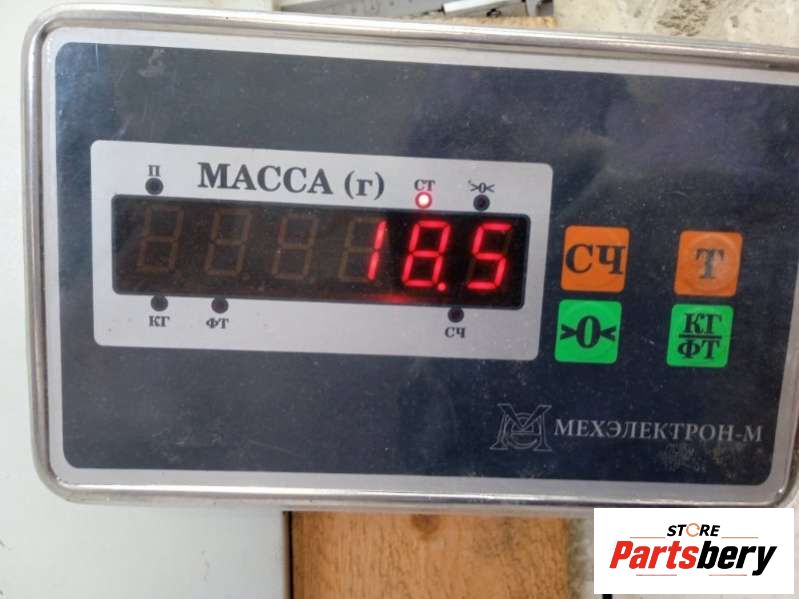 П
МАССА (г)
СТ
>0<
18.5
КГ
ФТ
СЧ
СЧ
Т
>0<
КГ
ФТ
МЕХЭЛЕКТРОН-М
STORE
Partsbery